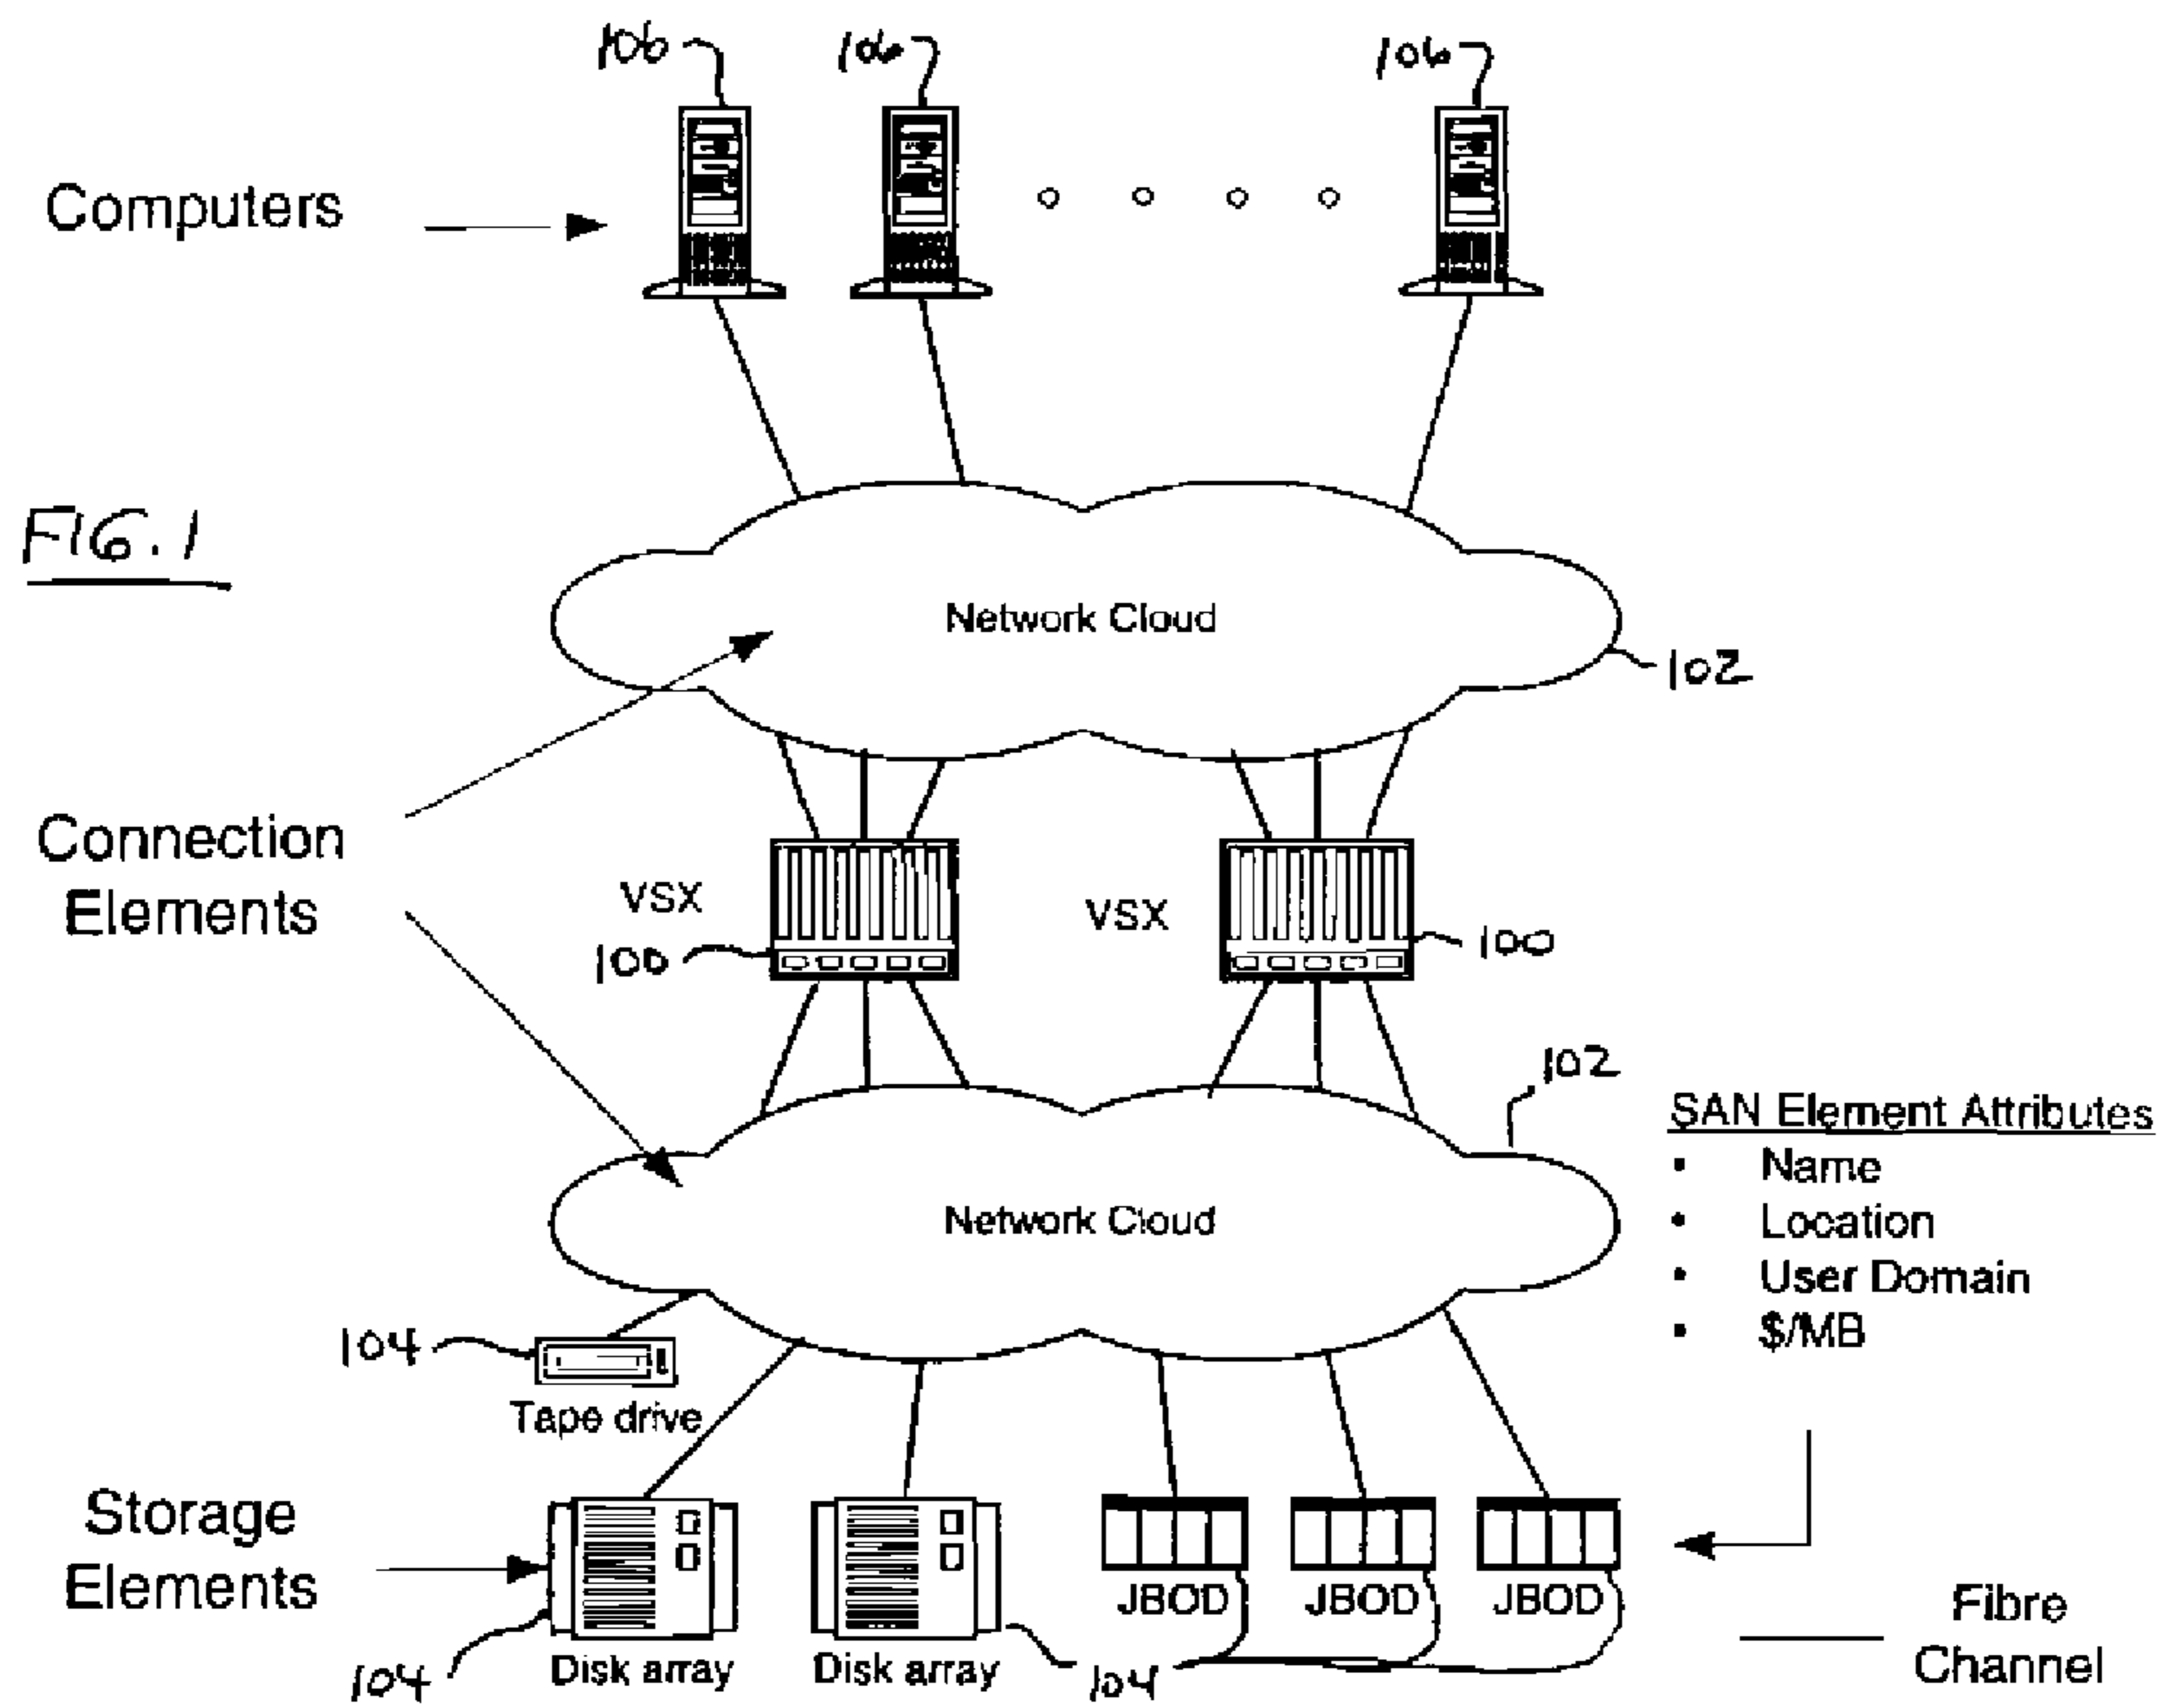 106 106 106
Computers
FIG. 1
Network Cloud
102
Connection
Elements
VSX
100
VSX
100
102
Network Cloud
SAN Element Attributes
• Name
• Location
• User Domain
• $/MB
104
Tape drive
Storage
Elements
JBOD JBOD JBOD
104
Disk array Disk array
104
Fibre
Channel